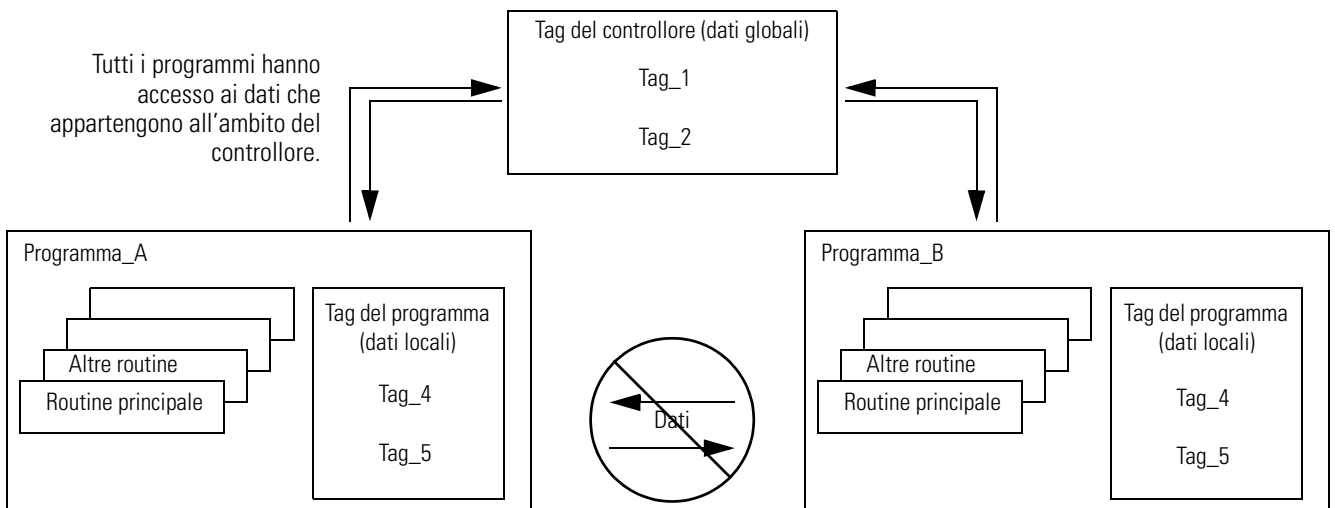 Tag del controllore (dati globali)
Tag_1
Tag_2
Tutti i programmi hanno
accesso ai dati che
appartengono all'ambito del
controllore.
Programma_A
Altre routine
Routine principale
Tag del programma
(dati locali)
Tag_4
Tag_5
Dati
Programma_B
Altre routine
Routine principale
Tag del programma
(dati locali)
Tag_4
Tag_5